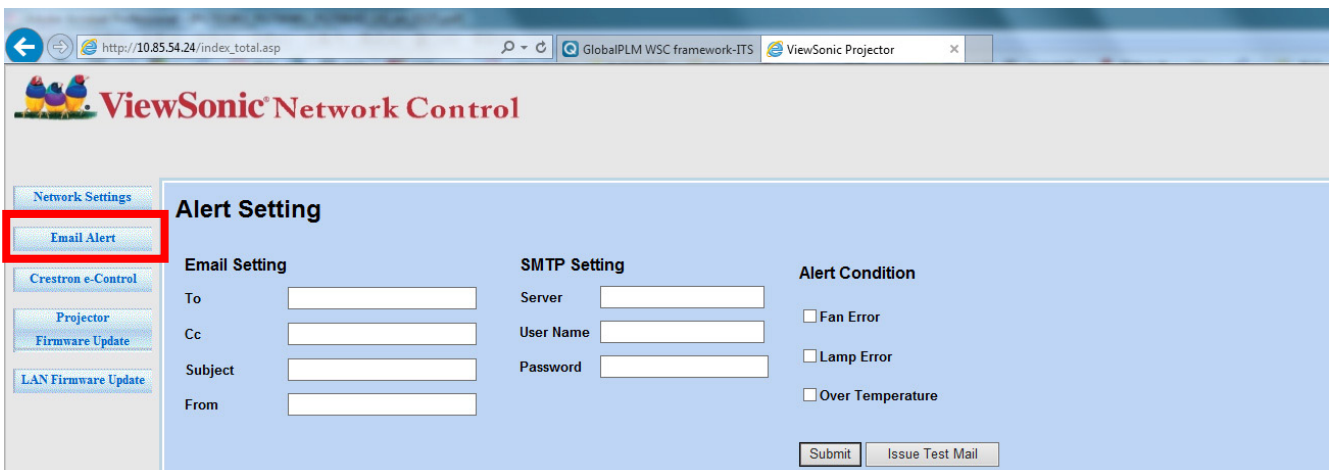 http://10.85.54.24/index_total.asp
GlobalPLM WSC framework-ITS
ViewSonic Projector
ViewSonic® Network Control
Network Settings
Email Alert
Crestron e-Control
Projector
Firmware Update
LAN Firmware Update
Alert Setting
Email Setting
To
Cc
Subject
From
SMTP Setting
Server
User Name
Password
Alert Condition
Fan Error
Lamp Error
Over Temperature
Submit
Issue Test Mail